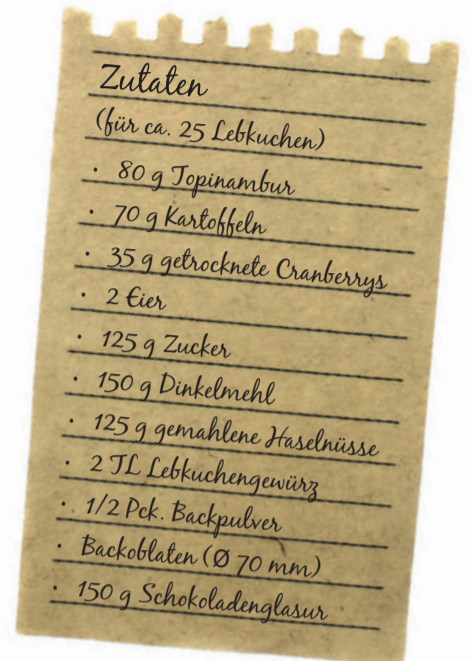 Zutaten
(für ca. 25 Lebkuchen)
• 80 g Topinambur
• 70 g Kartoffeln
• 35 g getrocknete Cranberrys
• 2 Eier
• 125 g Zucker
• 150 g Dinkelmehl
• 125 g gemahlene Haselnüsse
• 2 TL Lebkuchengewürz
• 1/2 Pck. Backpulver
• Backoblaten (Ø 70 mm)
• 150 g Schokoladenglasur